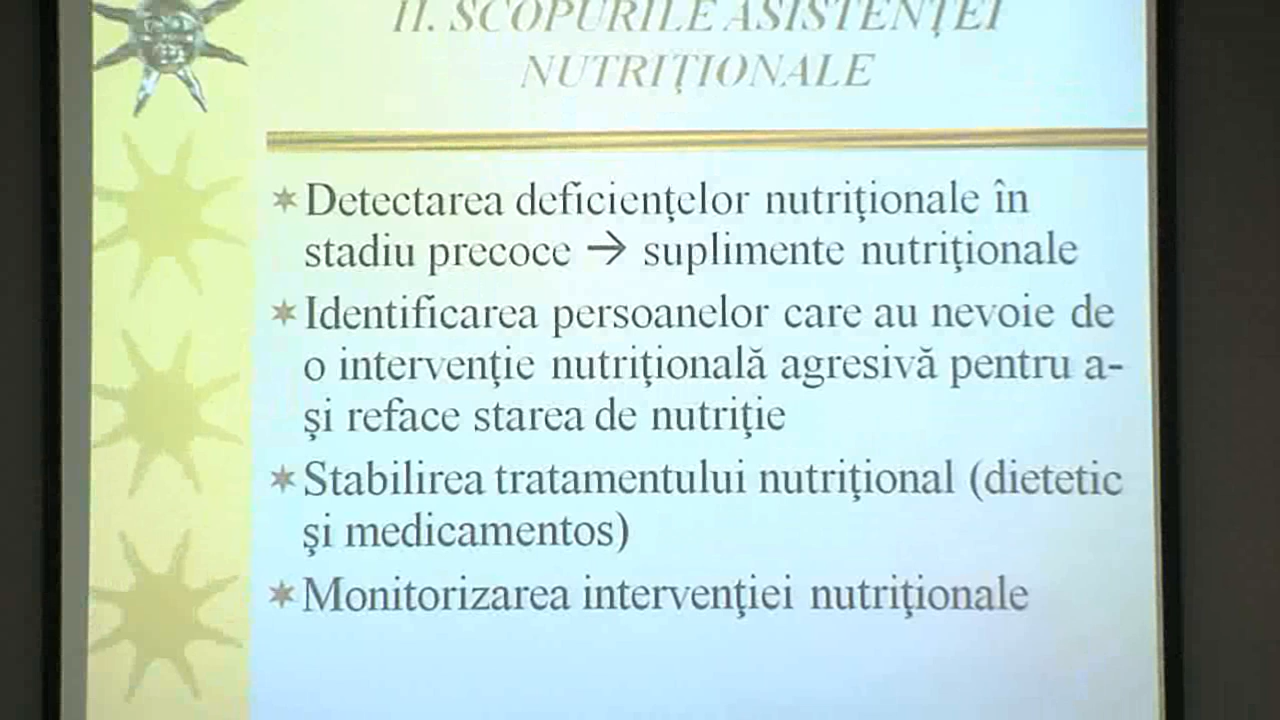 II. SCOPURILE ASISTENŢEI
NUTRIŢIONALE
Detectarea deficienţelor nutriţionale în
stadiu precoce → suplimente nutriţionale
Identificarea persoanelor care au nevoie de
o intervenţie nutriţională agresivă pentru a-
şi reface starea de nutriţie
Stabilirea tratamentului nutriţional (dietetic
şi medicamentos)
Monitorizarea intervenţiei nutriţionale